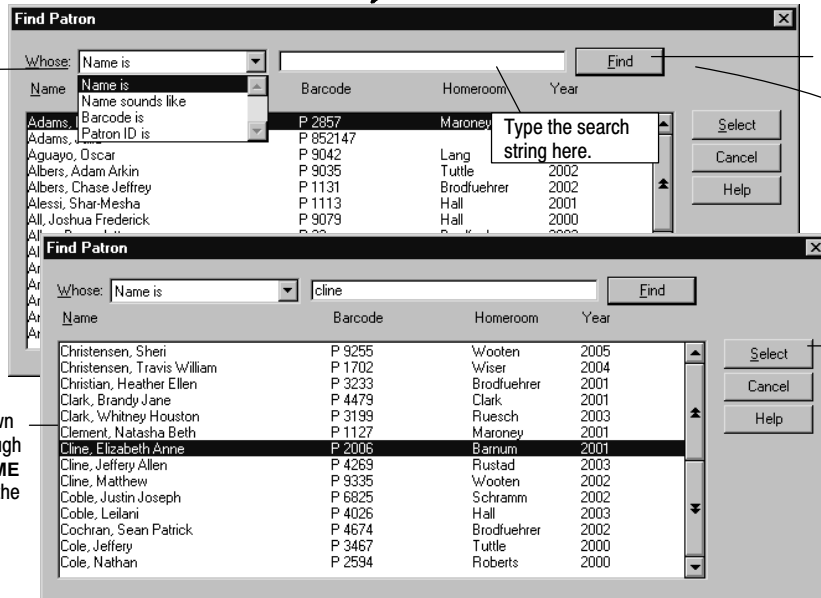 Find Patron
Whose: Name is Find
Name Barcode Homeroom Year
Name is
Name sounds like
Barcode is
Patron ID is
Adams, P 2857 Maroney
Adams, P 852147
Aguayo, Oscar P 9042 Lang
Albers, Adam Arkin P 9035 Tuttle 2002
Albers, Chase Jeffrey P 1131 Brodfuehrer 2002
Alessi, Shar-Mesha P 1113 Hall 2001
All, Joshua Frederick P 9079 Hall 2000
Type the search
string here.
Select
Cancel
Help
Find Patron
Whose: Name is cline Find
Name Barcode Homeroom Year
Christensen, Sheri P 9255 Wooten 2005
Christensen, Travis William P 1702 Wiser 2004
Christian, Heather Ellen P 3233 Brodfuehrer 2001
Clark, Brandy Jane P 4479 Clark 2001
Clark, Whitney Houston P 3199 Ruesch 2003
Clement, Natasha Beth P 1127 Maroney 2001
Cline, Elizabeth Anne P 2006 Barnum 2001
Cline, Jeffery Allen P 4269 Rustad 2003
Cline, Matthew P 9335 Wooten 2002
Coble, Justin Joseph P 6825 Schramm 2002
Coble, Leilani P 4026 Hall 2003
Cochran, Sean Patrick P 4674 Brodfuehrer 2002
Cole, Jeffery P 3467 Tuttle 2000
Cole, Nathan P 2594 Roberts 2000
Select
Cancel
Help